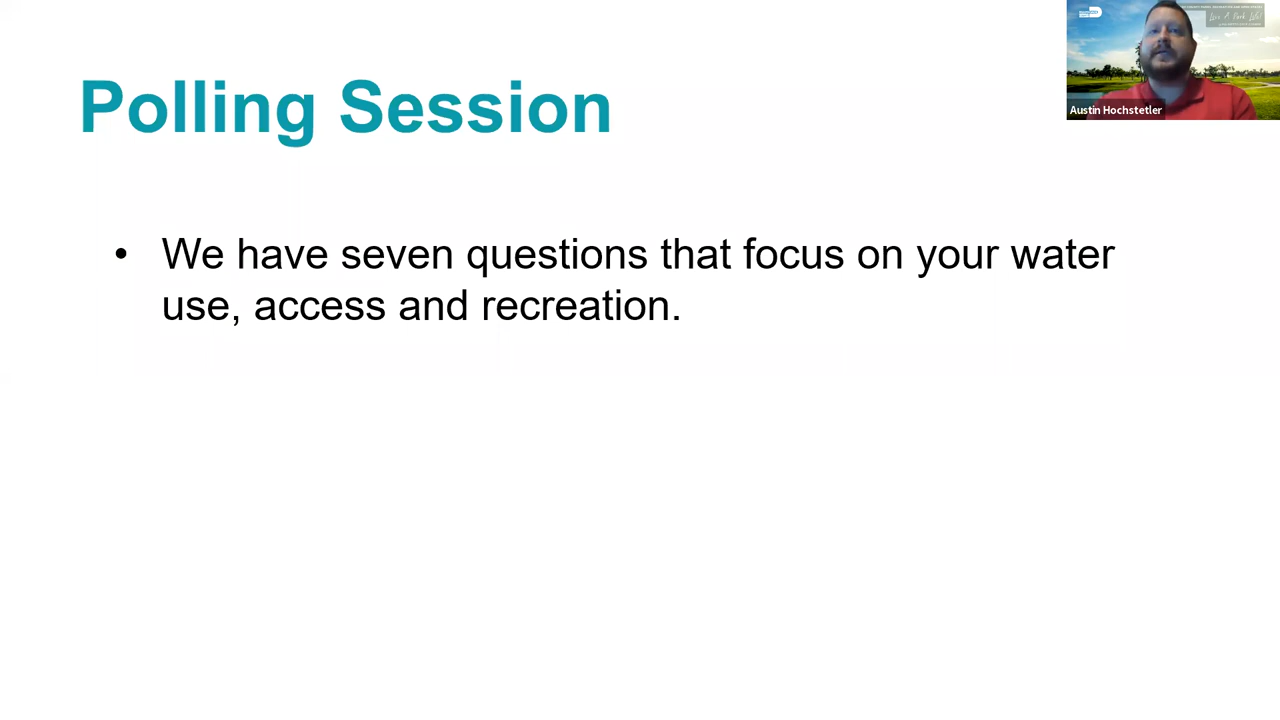 Polling Session
• We have seven questions that focus on your water
use, access and recreation.
Austin Hochstetler